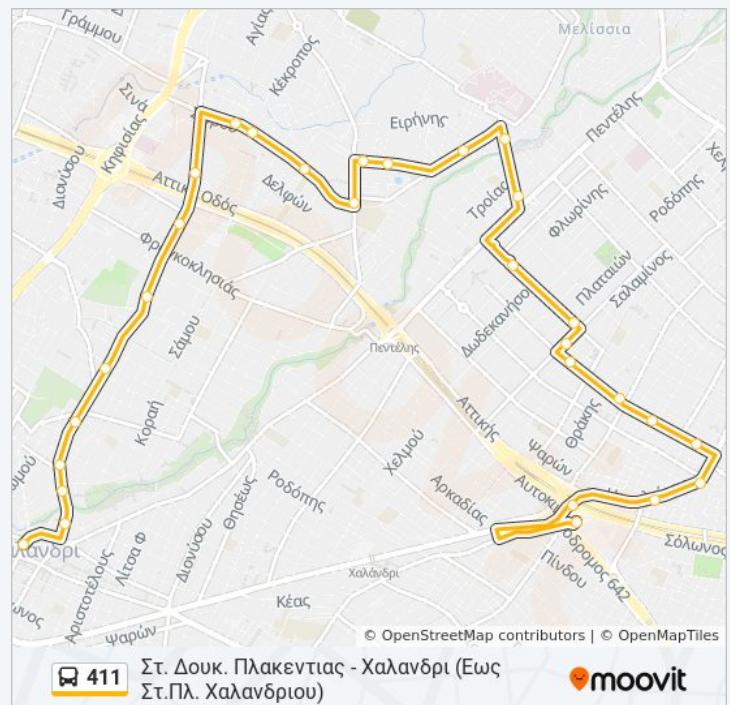 Γράμμου
Αγίας
Κέκροπος
Μελίσσια
Σινά
Κηφισίας
Ειρήνης
Πεντέλης
Διονύσου
Αττική Οδός
Δελφών
Τροίας
Φλωρίνης
Ροδόπης
Φραγκοκλησιάς
Πλαταιών
Σαλαμίνος
Σάμου
Δωδεκανήσου
Πεντέλης
Κοραή
Αττικής
Θράκης
Χελμού
Ψαρών
Θησέως
Ροδόπης
Αρκαδίας
Αυτοκινητόδρομος 642
Σόλωνος
Χαλάνδρι
Λίτσα Φ
Διονύσου
Αριστοτέλους
Χαλάνδρι
Πίνδου
Κέας
Ψαρών
© OpenStreetMap contributors | © OpenMapTiles
411 Στ. Δουκ. Πλακεντιας - Χαλανδρι (Εως
Στ.Πλ. Χαλανδριου)
moovit